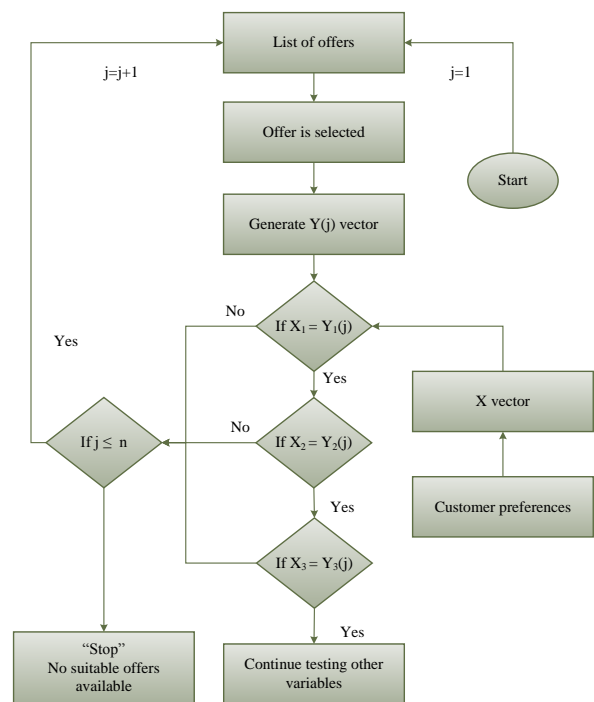 List of offers
j=j+1
j=1
Offer is selected
Start
Generate Y(j) vector
No
If X₁ = Y₁(j)
Yes
Yes
X vector
If j ≤ n
No
If X₂ = Y₂(j)
Yes
Customer preferences
If X₃ = Y₃(j)
Yes
“Stop”
No suitable offers
available
Continue testing other
variables